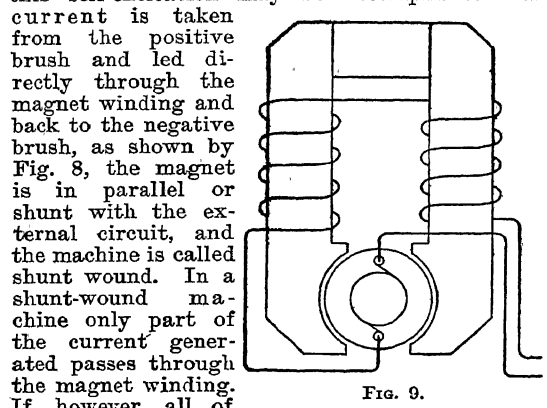 current is taken
from the positive
brush and led di-
rectly through the
magnet winding and
back to the negative
brush, as shown by
Fig. 8, the magnet
is in parallel or
shunt with the ex-
ternal circuit, and
the machine is called
shunt wound. In a
shunt-wound ma-
chine only part of
the current gener-
ated passes through
the magnet winding.
If however, all of
FIG. 9.